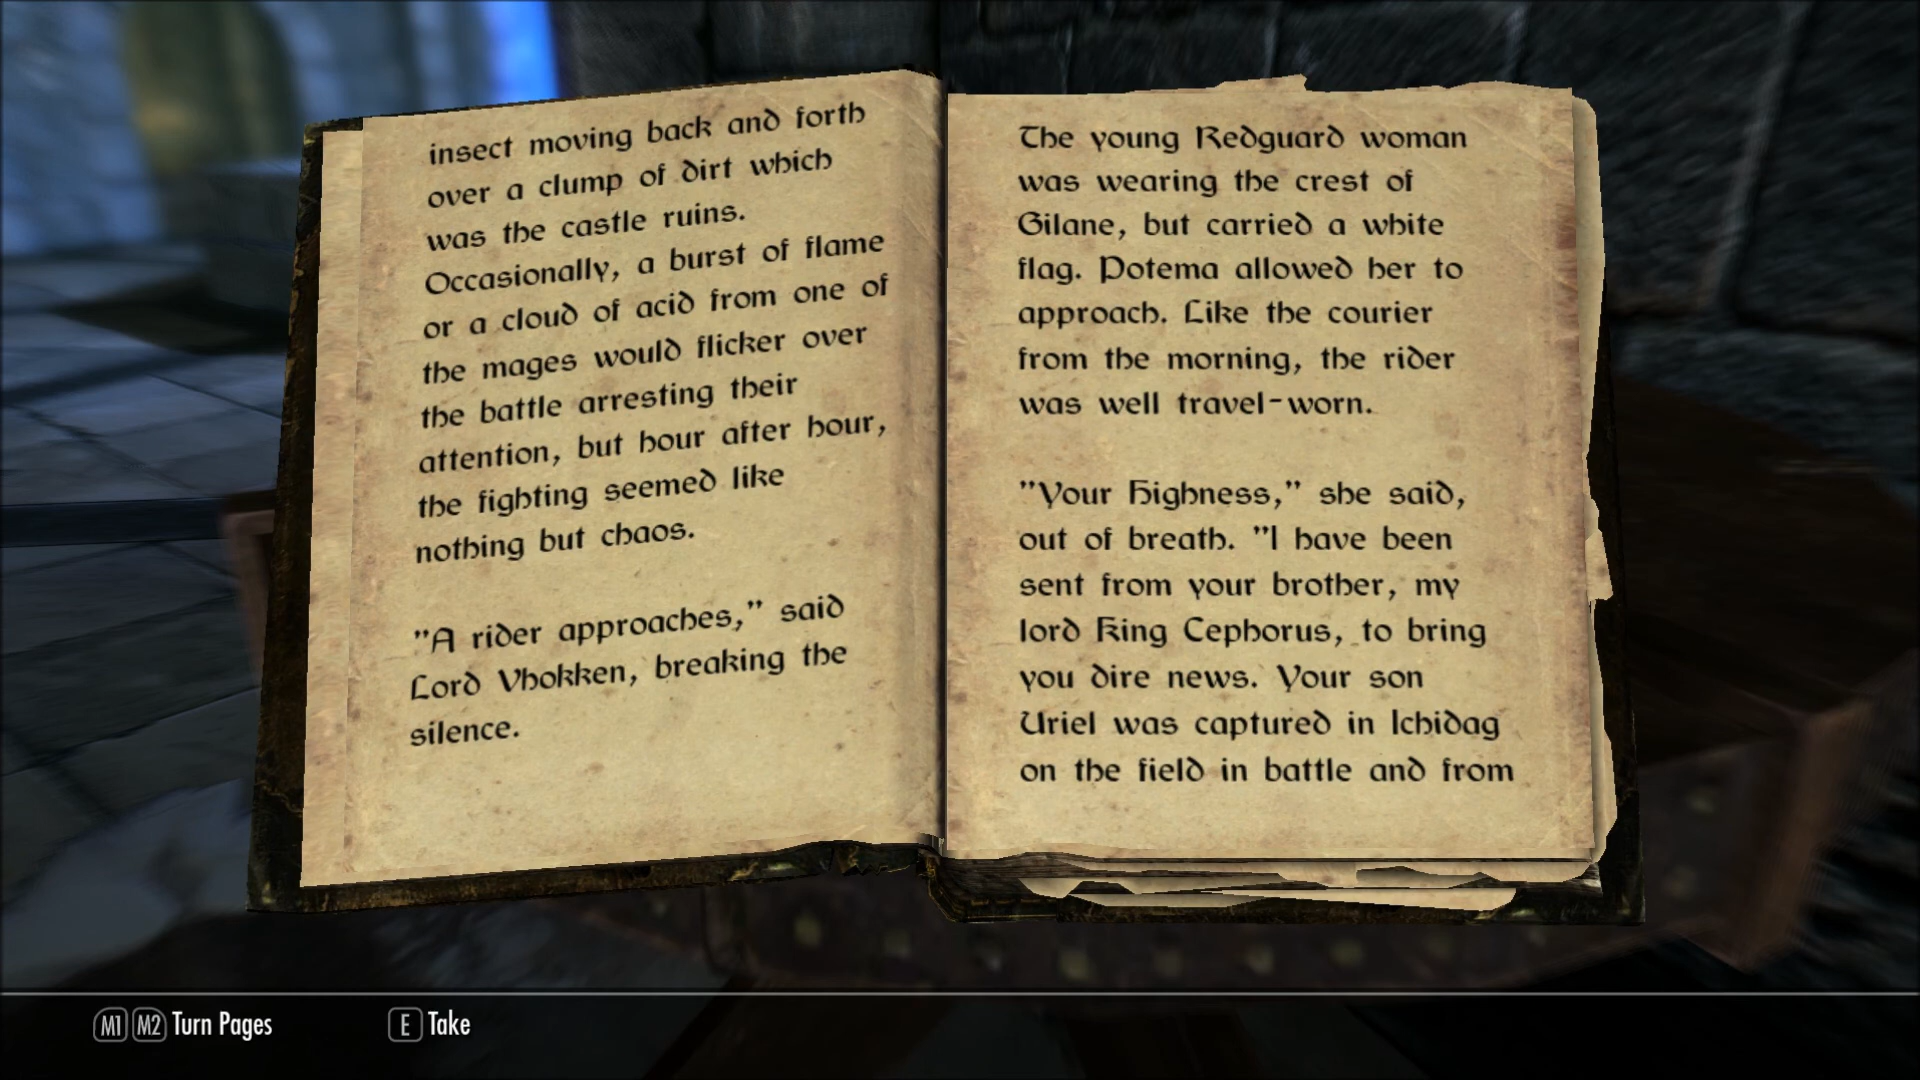 insect moving back and forth
over a clump of dirt which
was the castle ruins.
Occasionally, a burst of flame
or a cloud of acid from one of
the mages would flicker over
the battle arresting their
attention, but hour after hour,
the fighting seemed like
nothing but chaos.
"A rider approaches," said
Lord Vhokken, breaking the
silence.
The young Redguard woman
was wearing the crest of
Gilane, but carried a white
flag. Potema allowed her to
approach. Like the courier
from the morning, the rider
was well travel-worn.
"Your Highness," she said,
out of breath. "I have been
sent from your brother, my
lord King Cephorus, to bring
you dire news. Your son
Uriel was captured in Ichidag
on the field in battle and from
M1 M2 Turn Pages
E Take